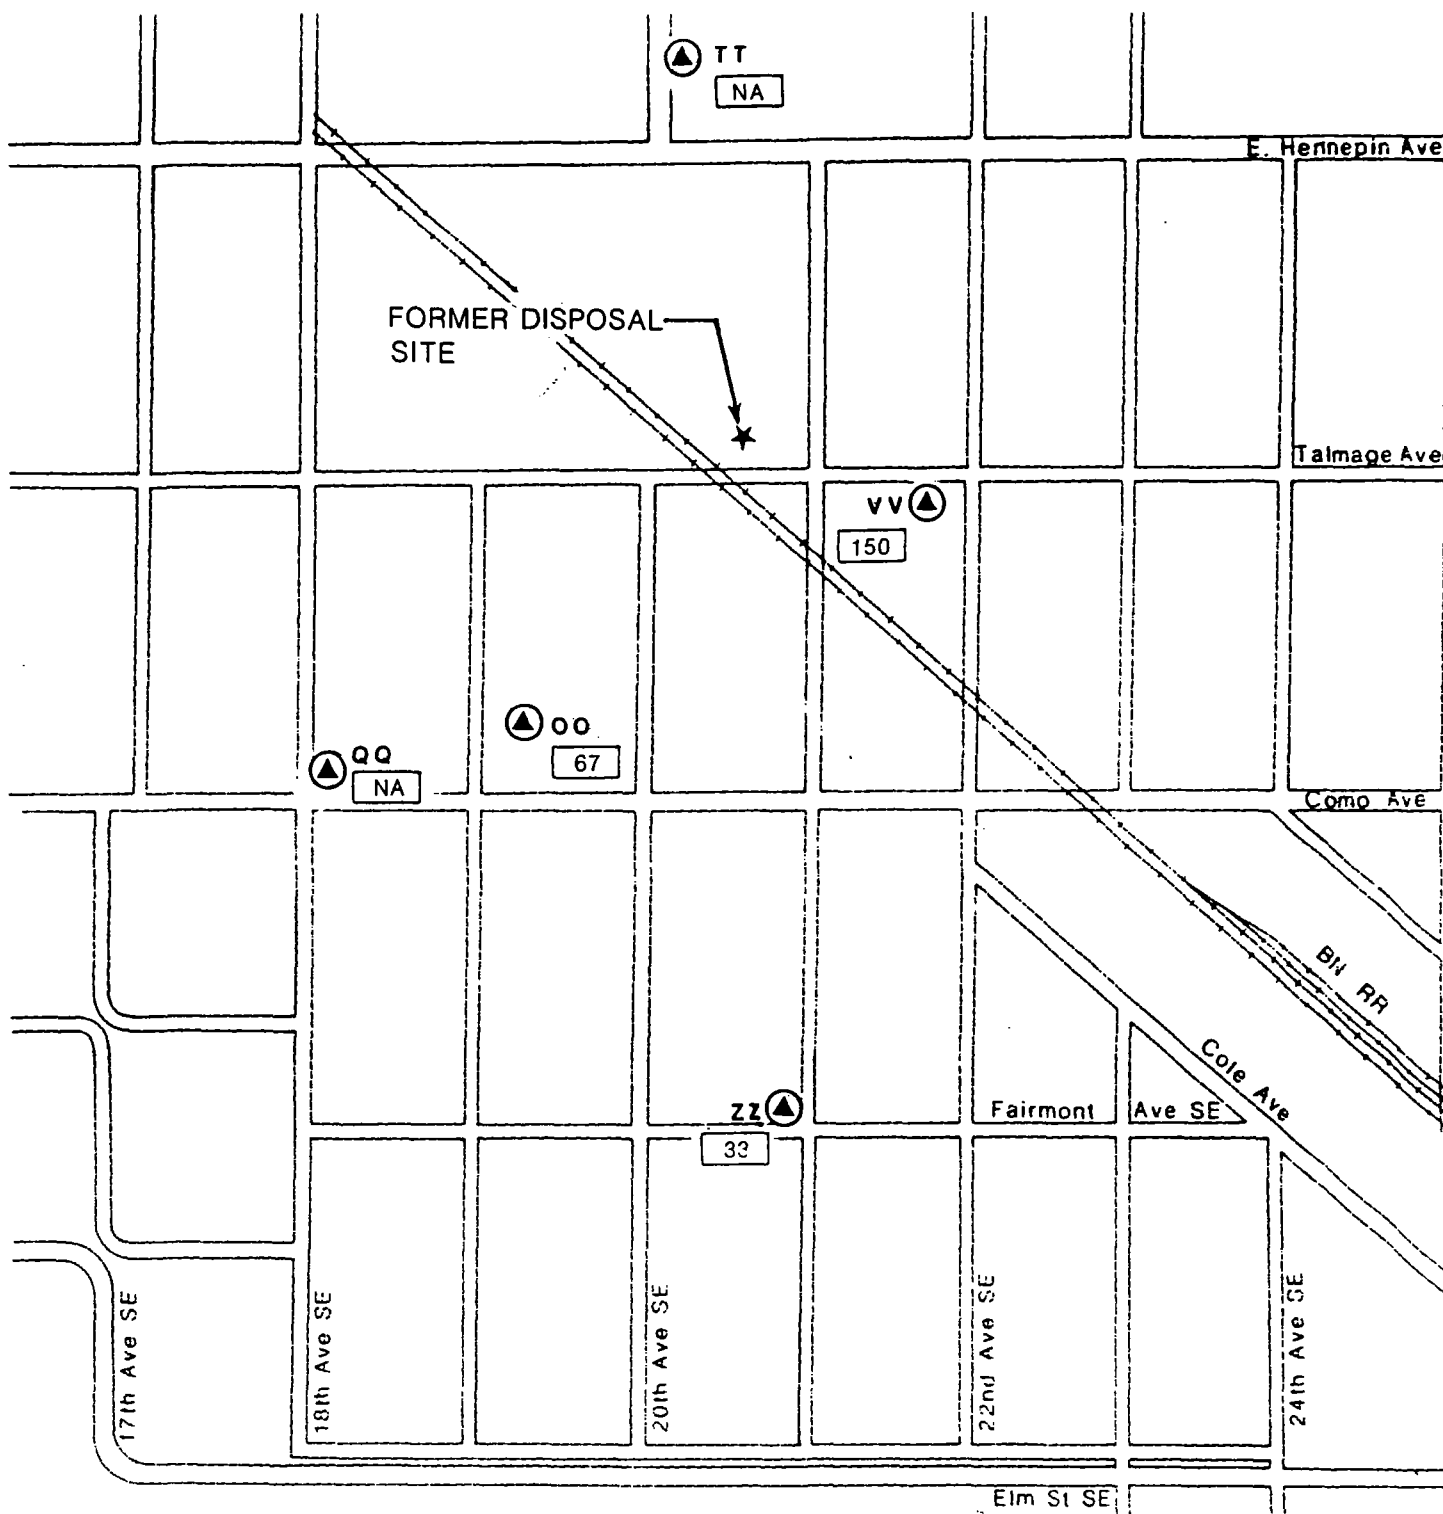 TT
NA
E. Hennepin Ave
FORMER DISPOSAL
SITE
Talmage Ave
VV
150
OO
67
QQ
NA
Como Ave
BN RR
Cole Ave
ZZ
33
Fairmont Ave SE
17th Ave SE
18th Ave SE
20th Ave SE
22nd Ave SE
24th Ave SE
Elm St SE